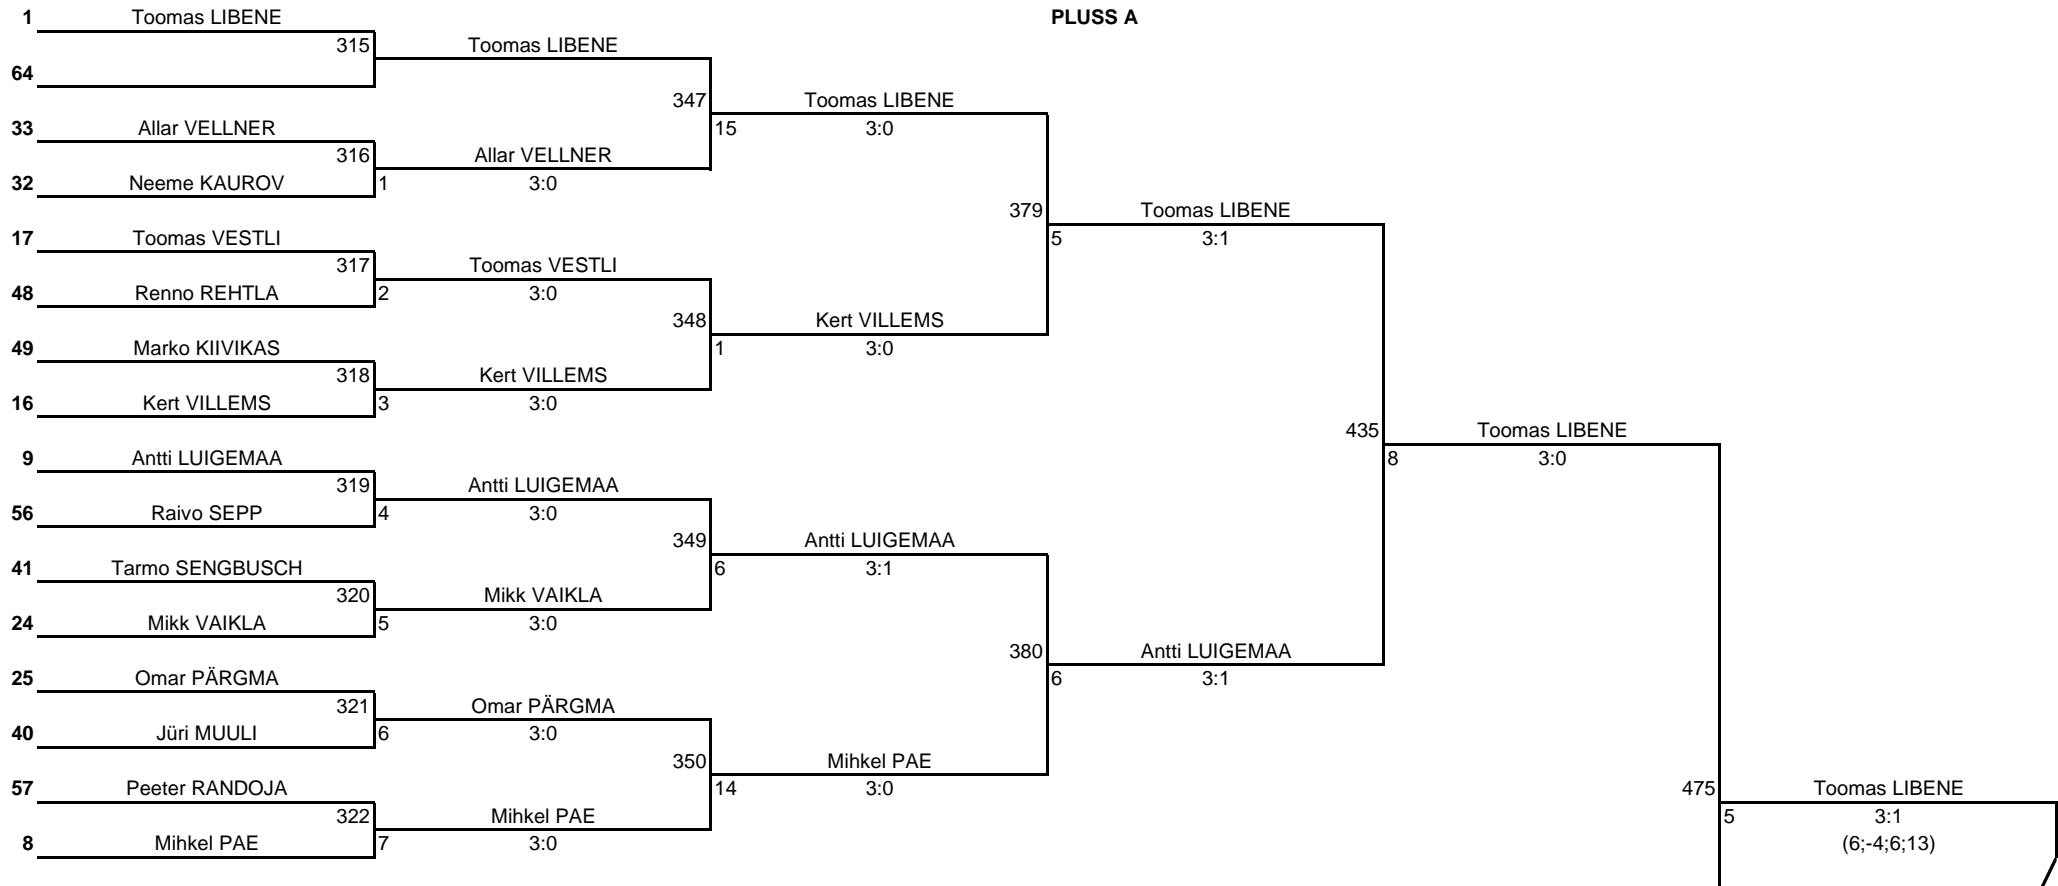 1 Toomas LIBENE PLUSS A
315 Toomas LIBENE
64
347 Toomas LIBENE
33 Allar VELLNER 15 3:0
316 Allar VELLNER
32 Neeme KAUROV 1 3:0
379 Toomas LIBENE
17 Toomas VESTLI 5 3:1
317 Toomas VESTLI
48 Renno REHTLA 2 3:0
348 Kert VILLEMS
49 Marko KIIVIKAS 1 3:0
318 Kert VILLEMS
16 Kert VILLEMS 3 3:0
435 Toomas LIBENE
9 Antti LUIGEMAA 8 3:0
319 Antti LUIGEMAA
56 Raivo SEPP 4 3:0
349 Antti LUIGEMAA
41 Tarmo SENGBUSCH 6 3:1
320 Mikk VAIKLA
24 Mikk VAIKLA 5 3:0
380 Antti LUIGEMAA
25 Omar PÄRGMA 6 3:1
321 Omar PÄRGMA
40 Jüri MUULI 6 3:0
350 Mihkel PAE
57 Peeter RANDOJA 14 3:0 475 Toomas LIBENE
322 Mihkel PAE 5 3:1
8 Mihkel PAE 7 3:0 (6;-4;6;13)